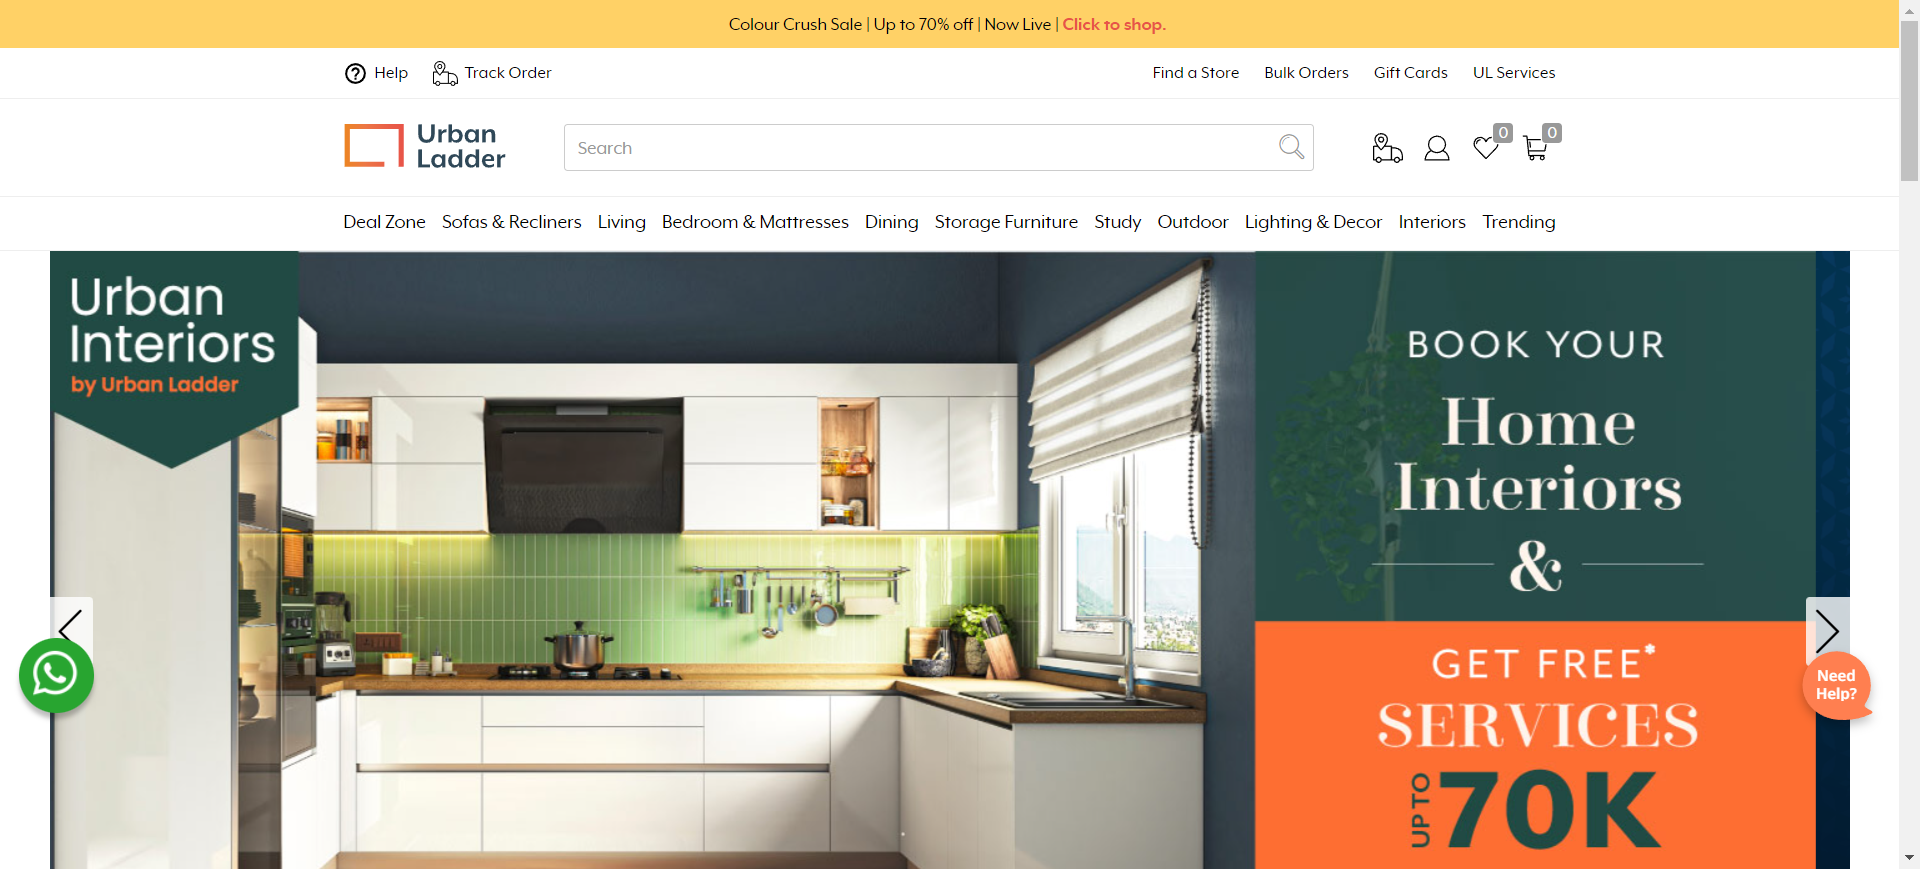 Colour Crush Sale | Up to 70% off | Now Live | Click to shop.
Help
Track Order
Find a Store
Bulk Orders
Gift Cards
UL Services
Urban
Ladder
Search
0
0
Deal Zone
Sofas & Recliners
Living
Bedroom & Mattresses
Dining
Storage Furniture
Study
Outdoor
Lighting & Decor
Interiors
Trending
Urban
Interiors
by Urban Ladder
BOOK YOUR
Home
Interiors
&
GET FREE*
SERVICES
UP TO
70K
Need
Help?